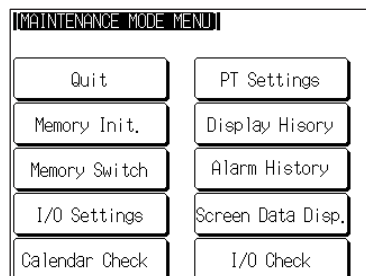 [MAINTENANCE MODE MENU]
Quit
PT Settings
Memory Init.
Display Hisory
Memory Switch
Alarm History
I/O Settings
Screen Data Disp.
Calendar Check
I/O Check